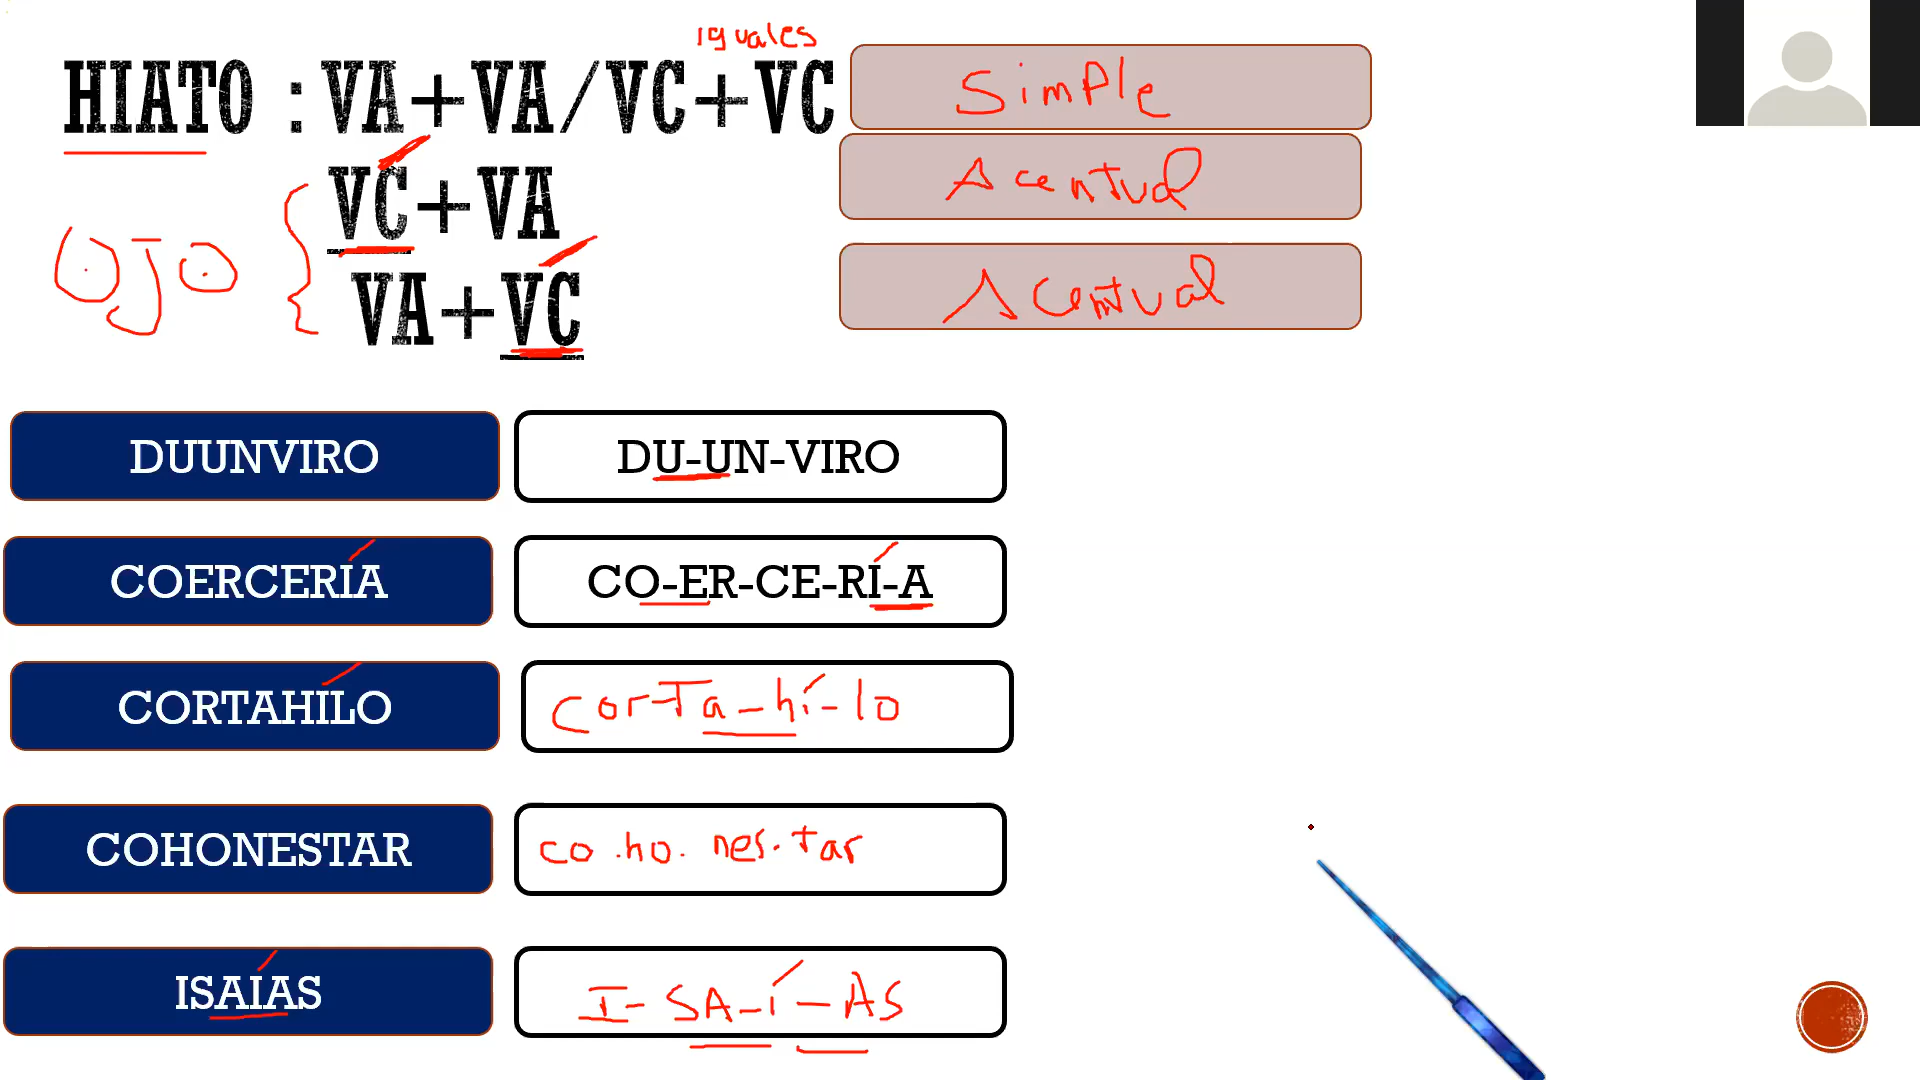 iguales
HIATO : VA+VA/VC+VC Simple
VC+VA Acentual
OJO
VA+VC Acentual
DUUNVIRO DU-UN-VIRO
COERCERÍA CO-ER-CE-RÍ-A
CORTAHÍLO cor-Ta-hí-lo
COHONESTAR co.ho.nes.tar
ISAÍAS I-SA-í-AS